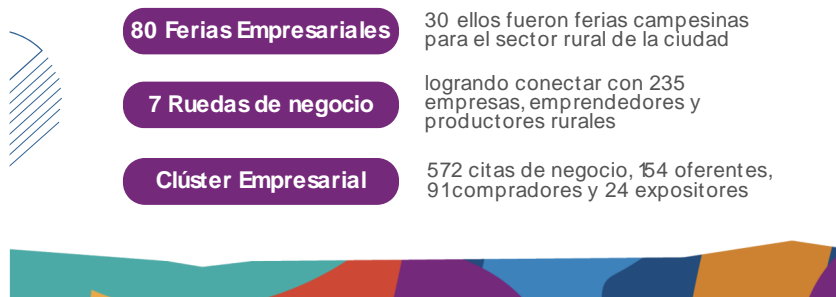 80 Ferias Empresariales
30 ellos fueron ferias campesinas
para el sector rural de la ciudad
7 Ruedas de negocio
logrando conectar con 235
empresas, emprendedores y
productores rurales
Clúster Empresarial
572 citas de negocio, 154 oferentes,
91compradores y 24 expositores